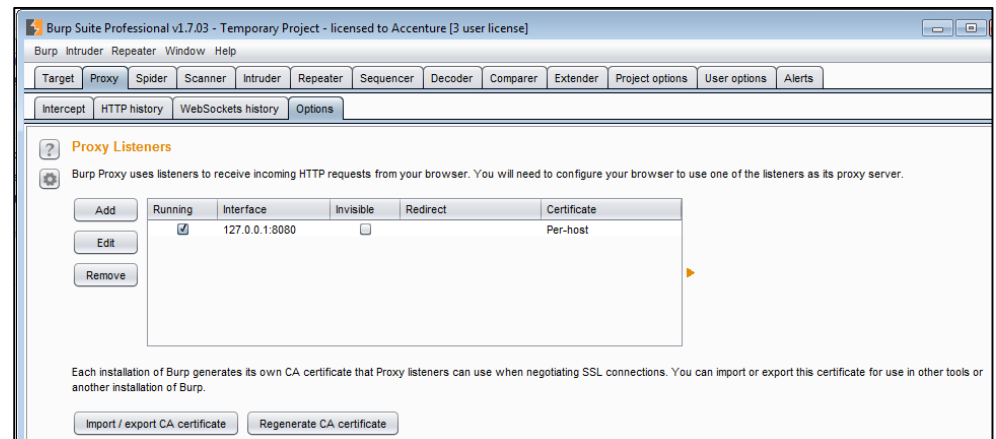 Burp Suite Professional v1.7.03 - Temporary Project - licensed to Accenture [3 user license]
Burp Intruder Repeater Window Help
Target Proxy Spider Scanner Intruder Repeater Sequencer Decoder Comparer Extender Project options User options Alerts
Intercept HTTP history WebSockets history Options
? Proxy Listeners
Burp Proxy uses listeners to receive incoming HTTP requests from your browser. You will need to configure your browser to use one of the listeners as its proxy server.
Add Running Interface Invisible Redirect Certificate
127.0.0.1:8080 Per-host
Edit
Remove
Each installation of Burp generates its own CA certificate that Proxy listeners can use when negotiating SSL connections. You can import or export this certificate for use in other tools or
another installation of Burp.
Import / export CA certificate Regenerate CA certificate